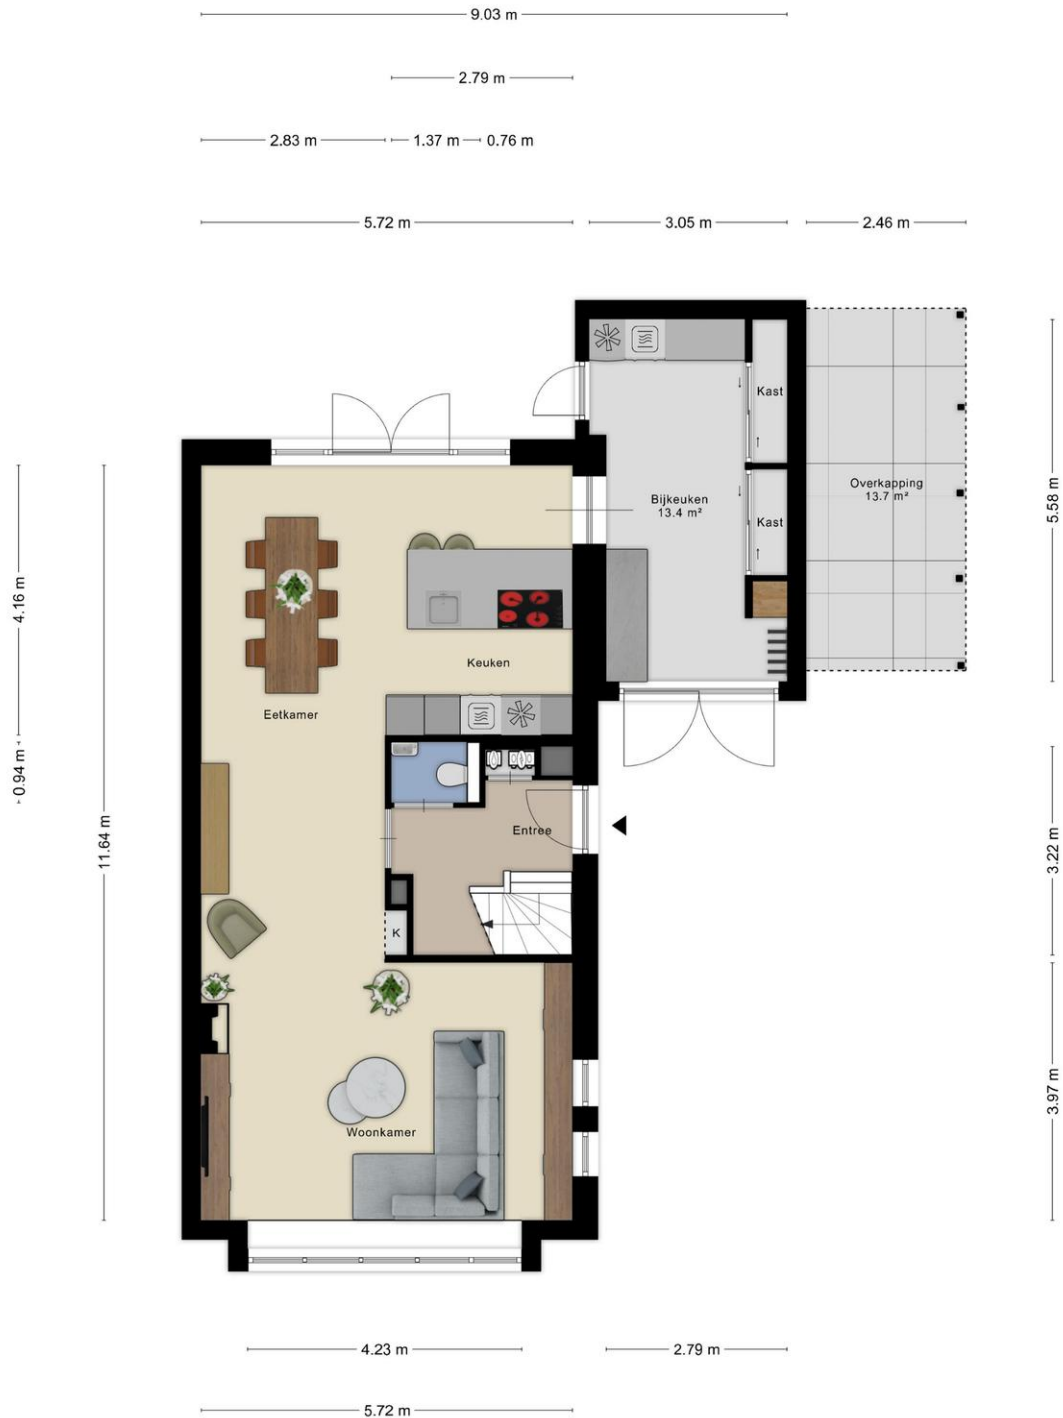 9.03 m
2.79 m
2.83 m
1.37 m
0.76 m
5.72 m
3.05 m
2.46 m
Kast
Overkapping
13.7 m²
Bijkeuken
13.4 m²
Kast
5.58 m
4.16 m
Keuken
Eetkamer
0.94 m
11.64 m
Entree
3.22 m
K
3.97 m
Woonkamer
4.23 m
2.79 m
5.72 m